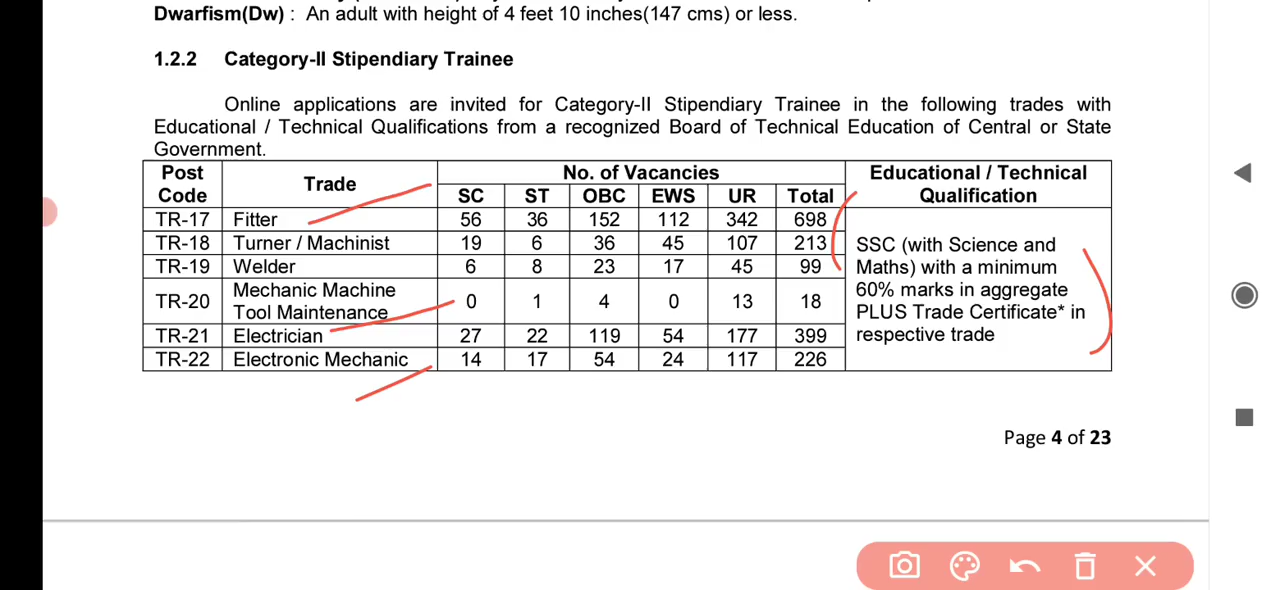 Dwarfism(Dw) : An adult with height of 4 feet 10 inches(147 cms) or less.
1.2.2 Category-II Stipendiary Trainee
Online applications are invited for Category-II Stipendiary Trainee in the following trades with
Educational / Technical Qualifications from a recognized Board of Technical Education of Central or State
Government.
Post Code Trade No. of Vacancies Educational / Technical Qualification
SC ST OBC EWS UR Total
TR-17 Fitter 56 36 152 112 342 698
TR-18 Turner / Machinist 19 6 36 45 107 213
TR-19 Welder 6 8 23 17 45 99
TR-20 Mechanic Machine Tool Maintenance 0 1 4 0 13 18
TR-21 Electrician 27 22 119 54 177 399
TR-22 Electronic Mechanic 14 17 54 24 117 226
SSC (with Science and
Maths) with a minimum
60% marks in aggregate
PLUS Trade Certificate* in
respective trade
Page 4 of 23